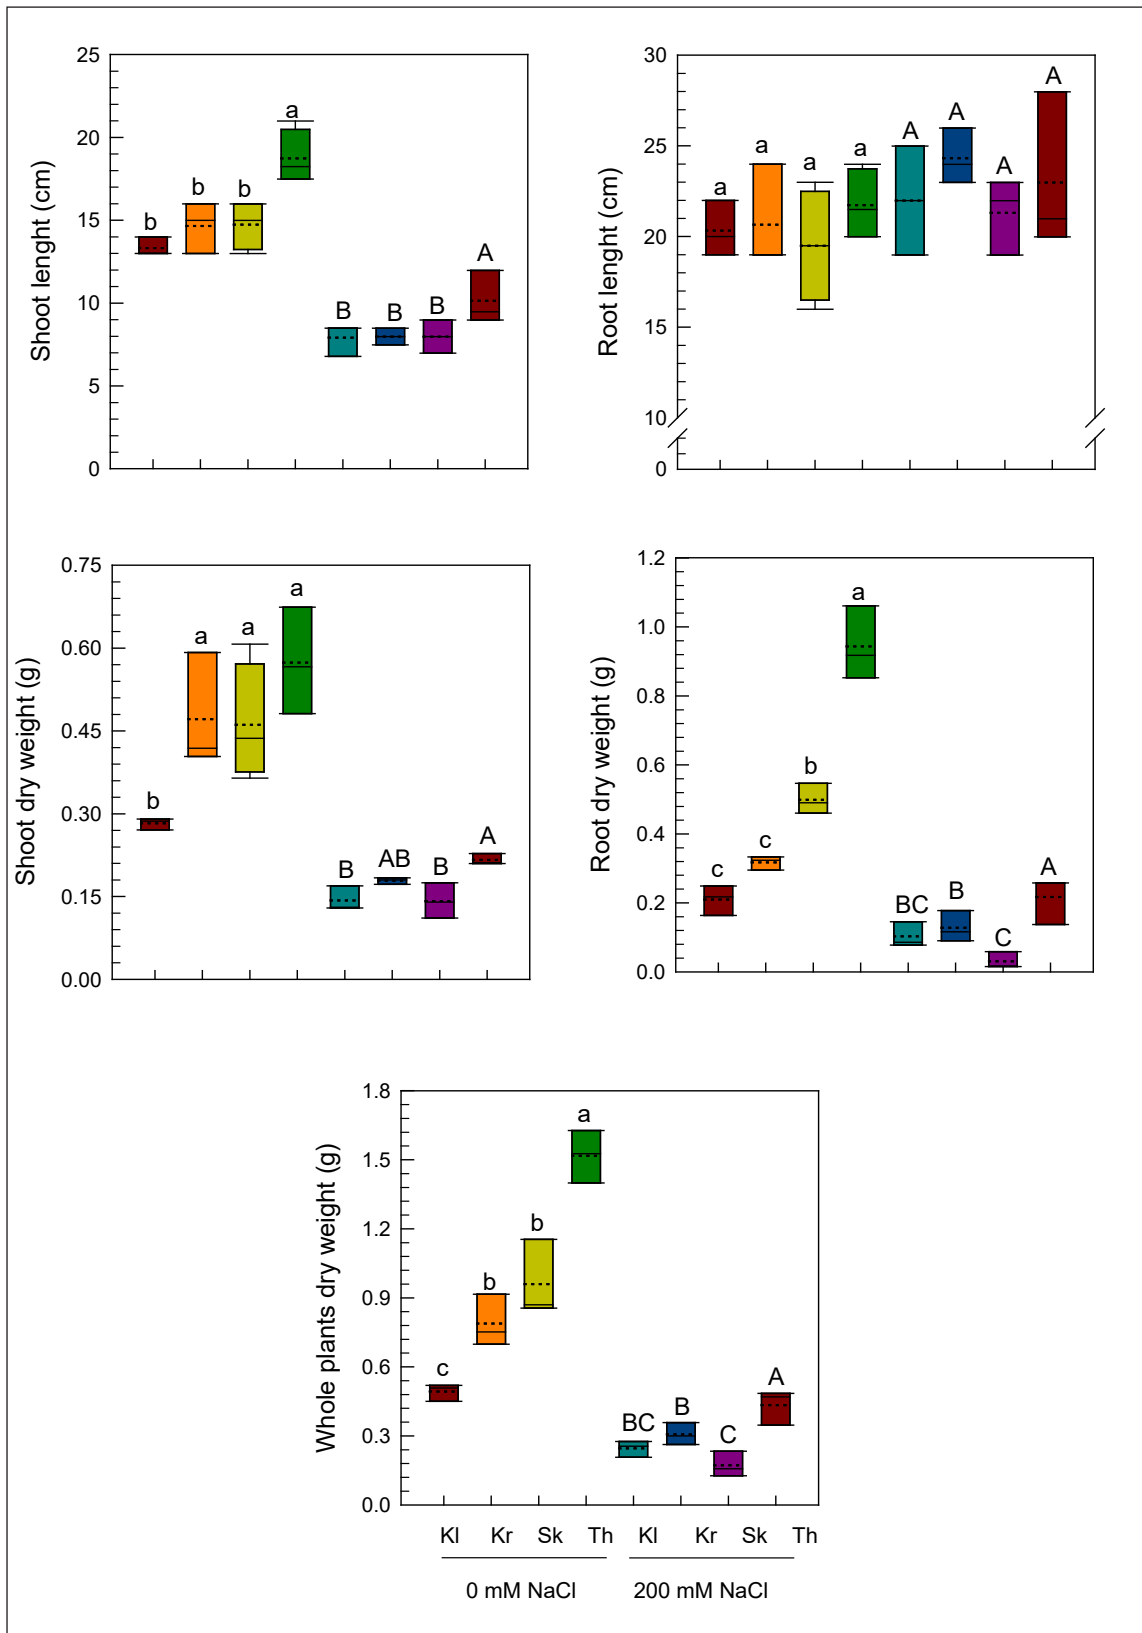 25
20
15
10
5
0
Shoot lenght (cm)
b
b
b
a
B
B
B
A
30
25
20
15
10
0
Root lenght (cm)
a
a
a
a
A
A
A
A
0.75
0.60
0.45
0.30
0.15
0.00
Shoot dry weight (g)
b
a
a
a
B
AB
B
A
1.2
1.0
0.8
0.6
0.4
0.2
0.0
Root dry weight (g)
c
c
b
a
BC
B
C
A
1.8
1.5
1.2
0.9
0.6
0.3
0.0
Whole plants dry weight (g)
c
b
b
a
BC
B
C
A
Kl Kr Sk Th Kl Kr Sk Th
0 mM NaCl 200 mM NaCl